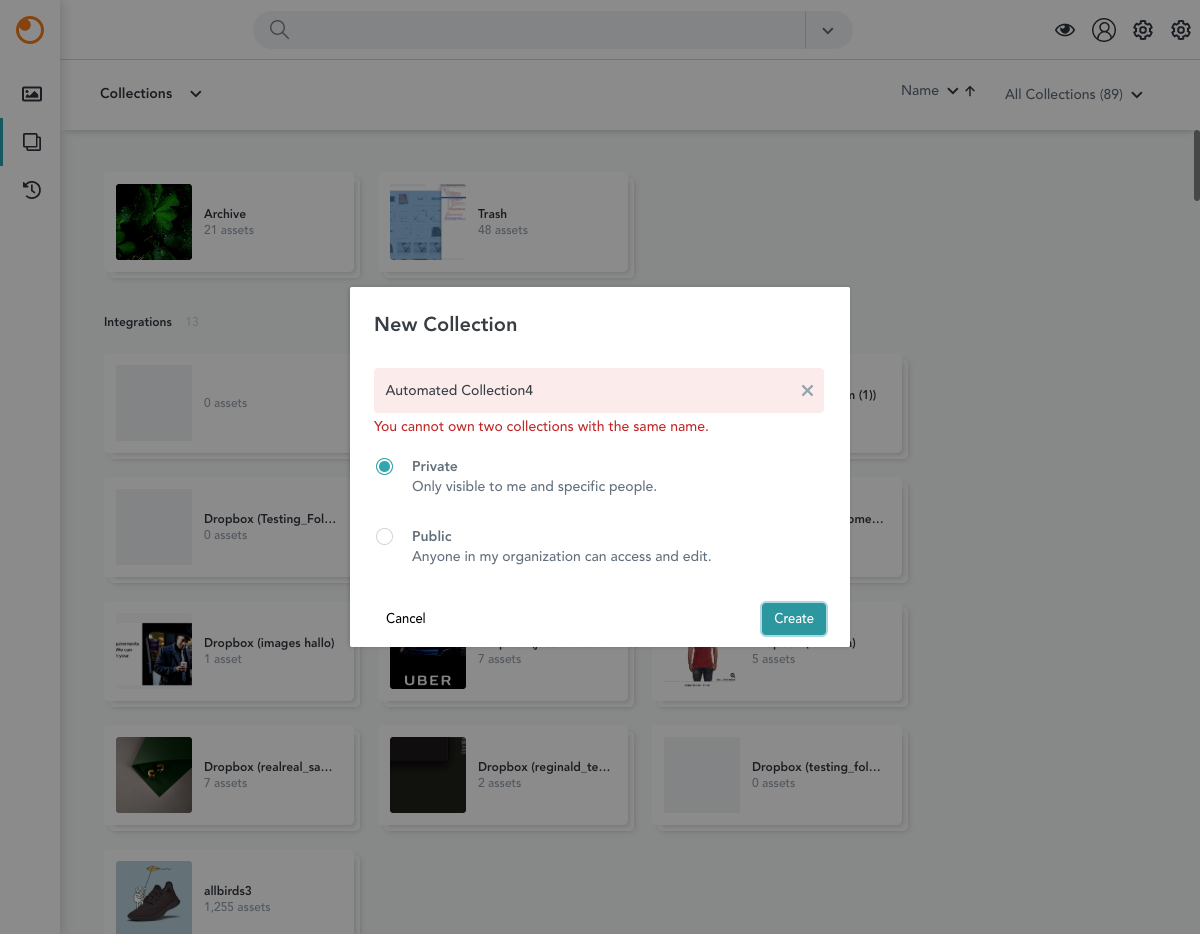 Collections
Name
All Collections (89)
Archive
21 assets
Trash
48 assets
Integrations 13
New Collection
Automated Collection4
You cannot own two collections with the same name.
Private
Only visible to me and specific people.
Public
Anyone in my organization can access and edit.
Cancel
Create
0 assets
(1))
Dropbox (Testing_Fol...
0 assets
ome...
Dropbox (images hallo)
1 asset
7 assets
UBER
5 assets
Dropbox (realreal_sa...
7 assets
Dropbox (reginald_te...
2 assets
Dropbox (testing_fol...
0 assets
allbirds3
1,255 assets